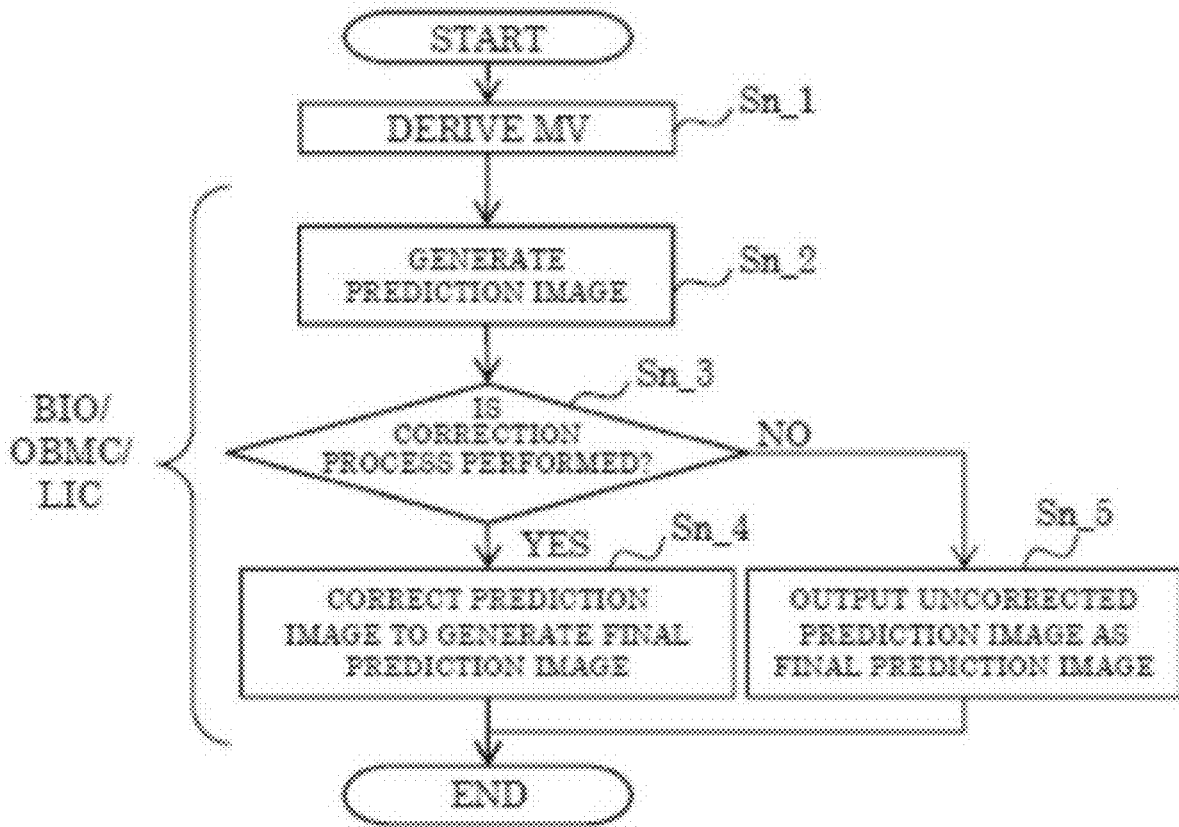 START
Sn_1
DERIVE MV
Sn_2
GENERATE
PREDICTION IMAGE
Sn_3
IS
CORRECTION
PROCESS PERFORMED?
NO
BIO/
OBMC/
LIC
YES
Sn_4
Sn_5
CORRECT PREDICTION
IMAGE TO GENERATE FINAL
PREDICTION IMAGE
OUTPUT UNCORRECTED
PREDICTION IMAGE AS
FINAL PREDICTION IMAGE
END